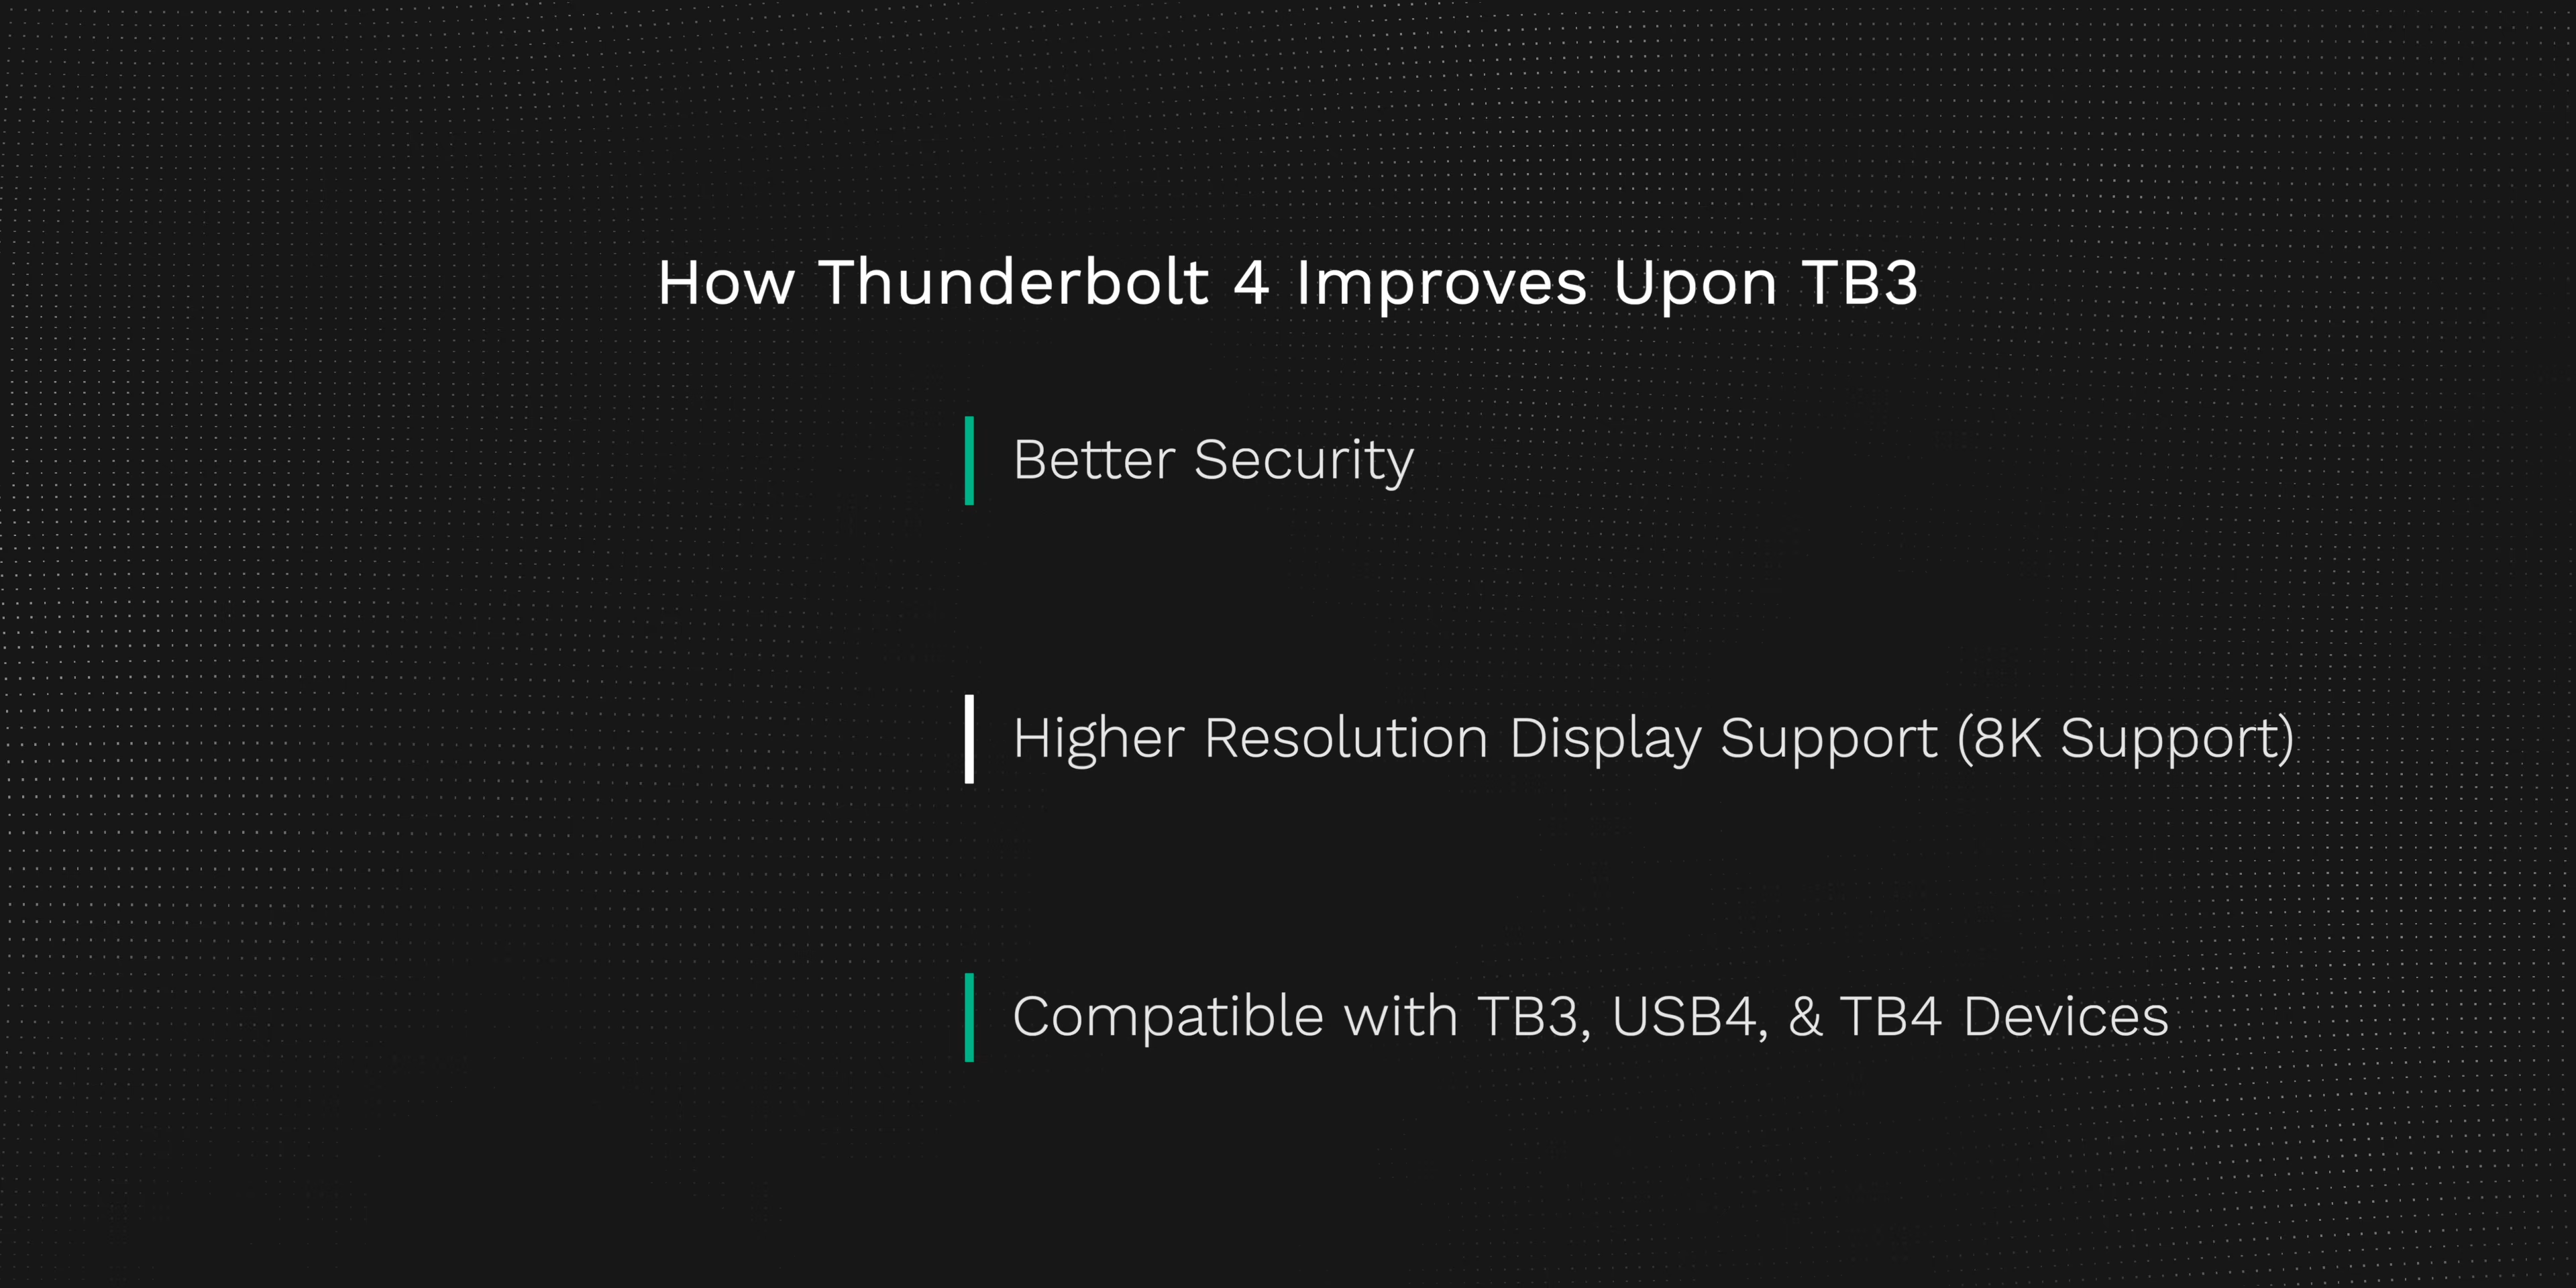 How Thunderbolt 4 Improves Upon TB3
Better Security
Higher Resolution Display Support (8K Support)
Compatible with TB3, USB4, & TB4 Devices